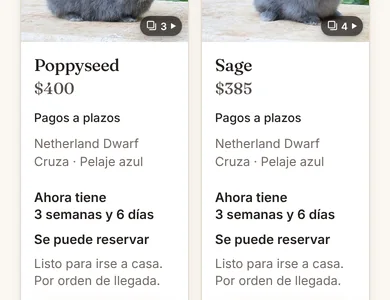 3
4
Poppyseed
$400
Pagos a plazos
Netherland Dwarf
Cruza · Pelaje azul
Ahora tiene
3 semanas y 6 días
Se puede reservar
Listo para irse a casa.
Por orden de llegada.
Sage
$385
Pagos a plazos
Netherland Dwarf
Cruza · Pelaje azul
Ahora tiene
3 semanas y 6 días
Se puede reservar
Listo para irse a casa.
Por orden de llegada.